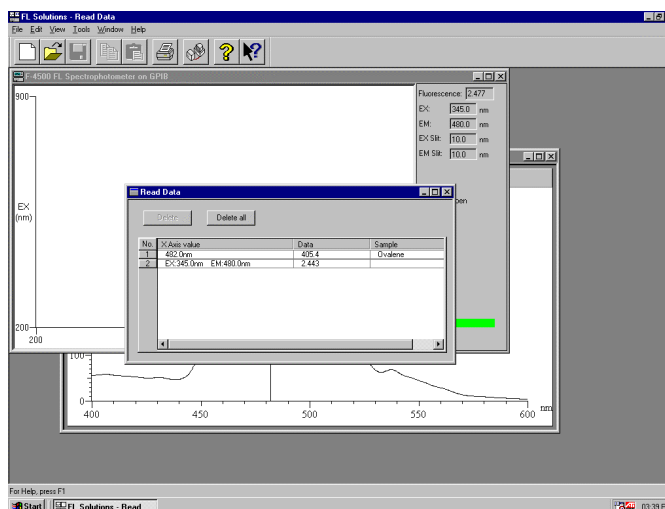 FL Solutions - Read Data
File Edit View Tools Window Help
F-4500 FL Spectrophotometer on GPIB
900
EX
(nm)
200
200
Fluorescence: 2.477
EX: 345.0 nm
EM: 480.0 nm
EX Slit: 10.0 nm
EM Slit: 10.0 nm
pen
Read Data
Delete Delete all
No. X Axis value Data Sample
1 482.0nm 405.4 Ovalene
2 EX:345.0nm EM:480.0nm 2.443
100
0
400 450 500 550 600 nm
For Help, press F1
Start FL Solutions - Read... 03:39